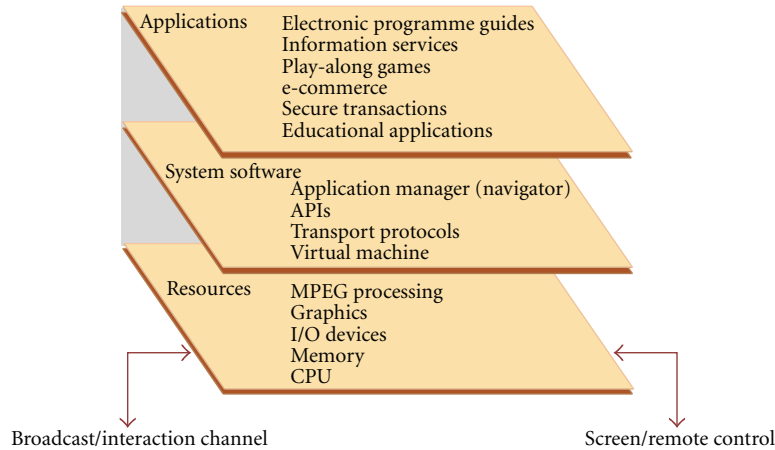 Applications
Electronic programme guides
Information services
Play-along games
e-commerce
Secure transactions
Educational applications
System software
Application manager (navigator)
APIs
Transport protocols
Virtual machine
Resources
MPEG processing
Graphics
I/O devices
Memory
CPU
Broadcast/interaction channel
Screen/remote control